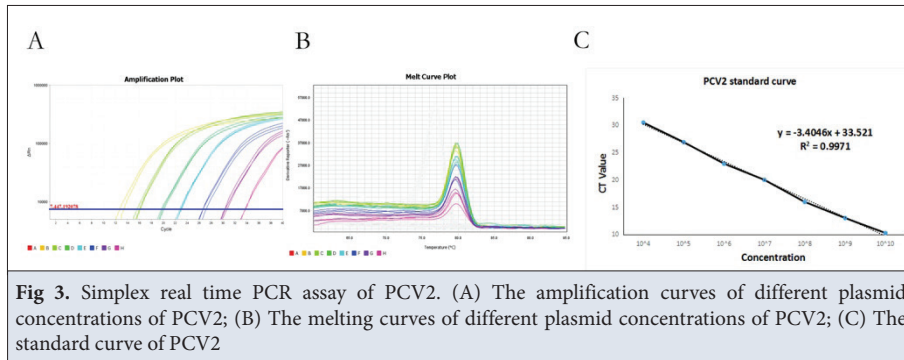 A
B
C
Amplification Plot
Cycle
A B C D E F G H
Melt Curve Plot
Temperature (°C)
A B C D E F G H
PCV2 standard curve
y = -3.4046x + 33.521
R² = 0.9971
CT Value
35
30
25
20
15
10
10^4 10^5 10^6 10^7 10^8 10^9 10^10
Concentration
Fig 3. Simplex real time PCR assay of PCV2. (A) The amplification curves of different plasmid
concentrations of PCV2; (B) The melting curves of different plasmid concentrations of PCV2; (C) The
standard curve of PCV2